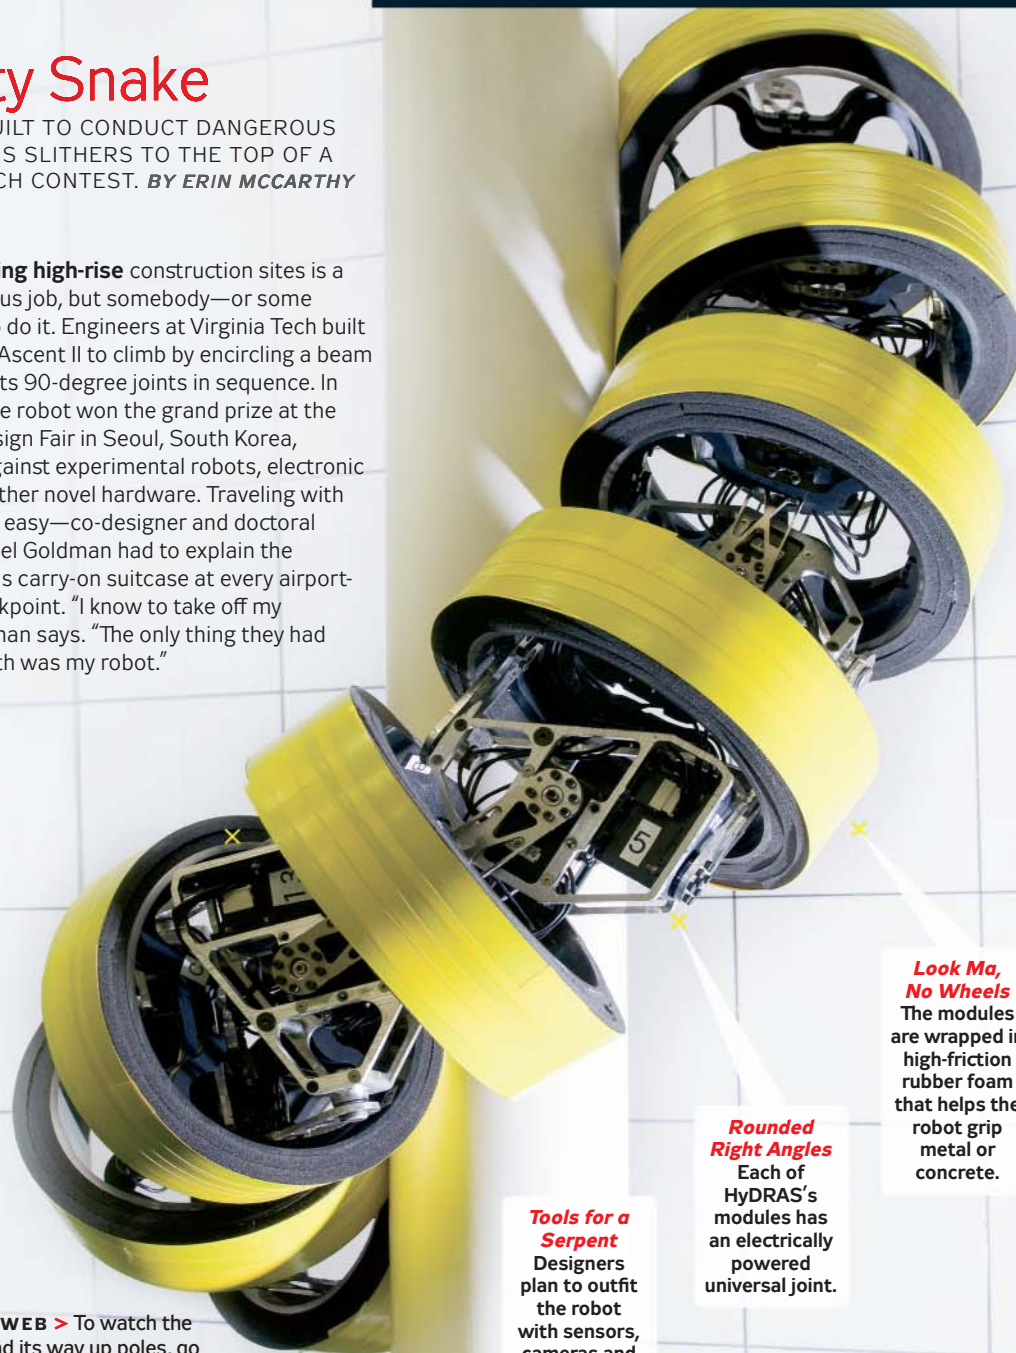 ty Snake
UILT TO CONDUCT DANGEROUS
S SLITHERS TO THE TOP OF A
CH CONTEST. BY ERIN MCCARTHY
ing high-rise construction sites is a
us job, but somebody—or some
do it. Engineers at Virginia Tech built
Ascent II to climb by encircling a beam
ts 90-degree joints in sequence. In
e robot won the grand prize at the
sign Fair in Seoul, South Korea,
gainst experimental robots, electronic
ther novel hardware. Traveling with
easy—co-designer and doctoral
el Goldman had to explain the
s carry-on suitcase at every airport-
kpoint. “I know to take off my
man says. “The only thing they had
th was my robot.”
8
5
13
Look Ma,
No Wheels
The modules
are wrapped in
high-friction
rubber foam
that helps the
robot grip
metal or
concrete.
Rounded
Right Angles
Each of
HyDRAS’s
modules has
an electrically
powered
universal joint.
Tools for a
Serpent
Designers
plan to outfit
the robot
with sensors,
cameras and
WEB > To watch the
nd its way up poles, go